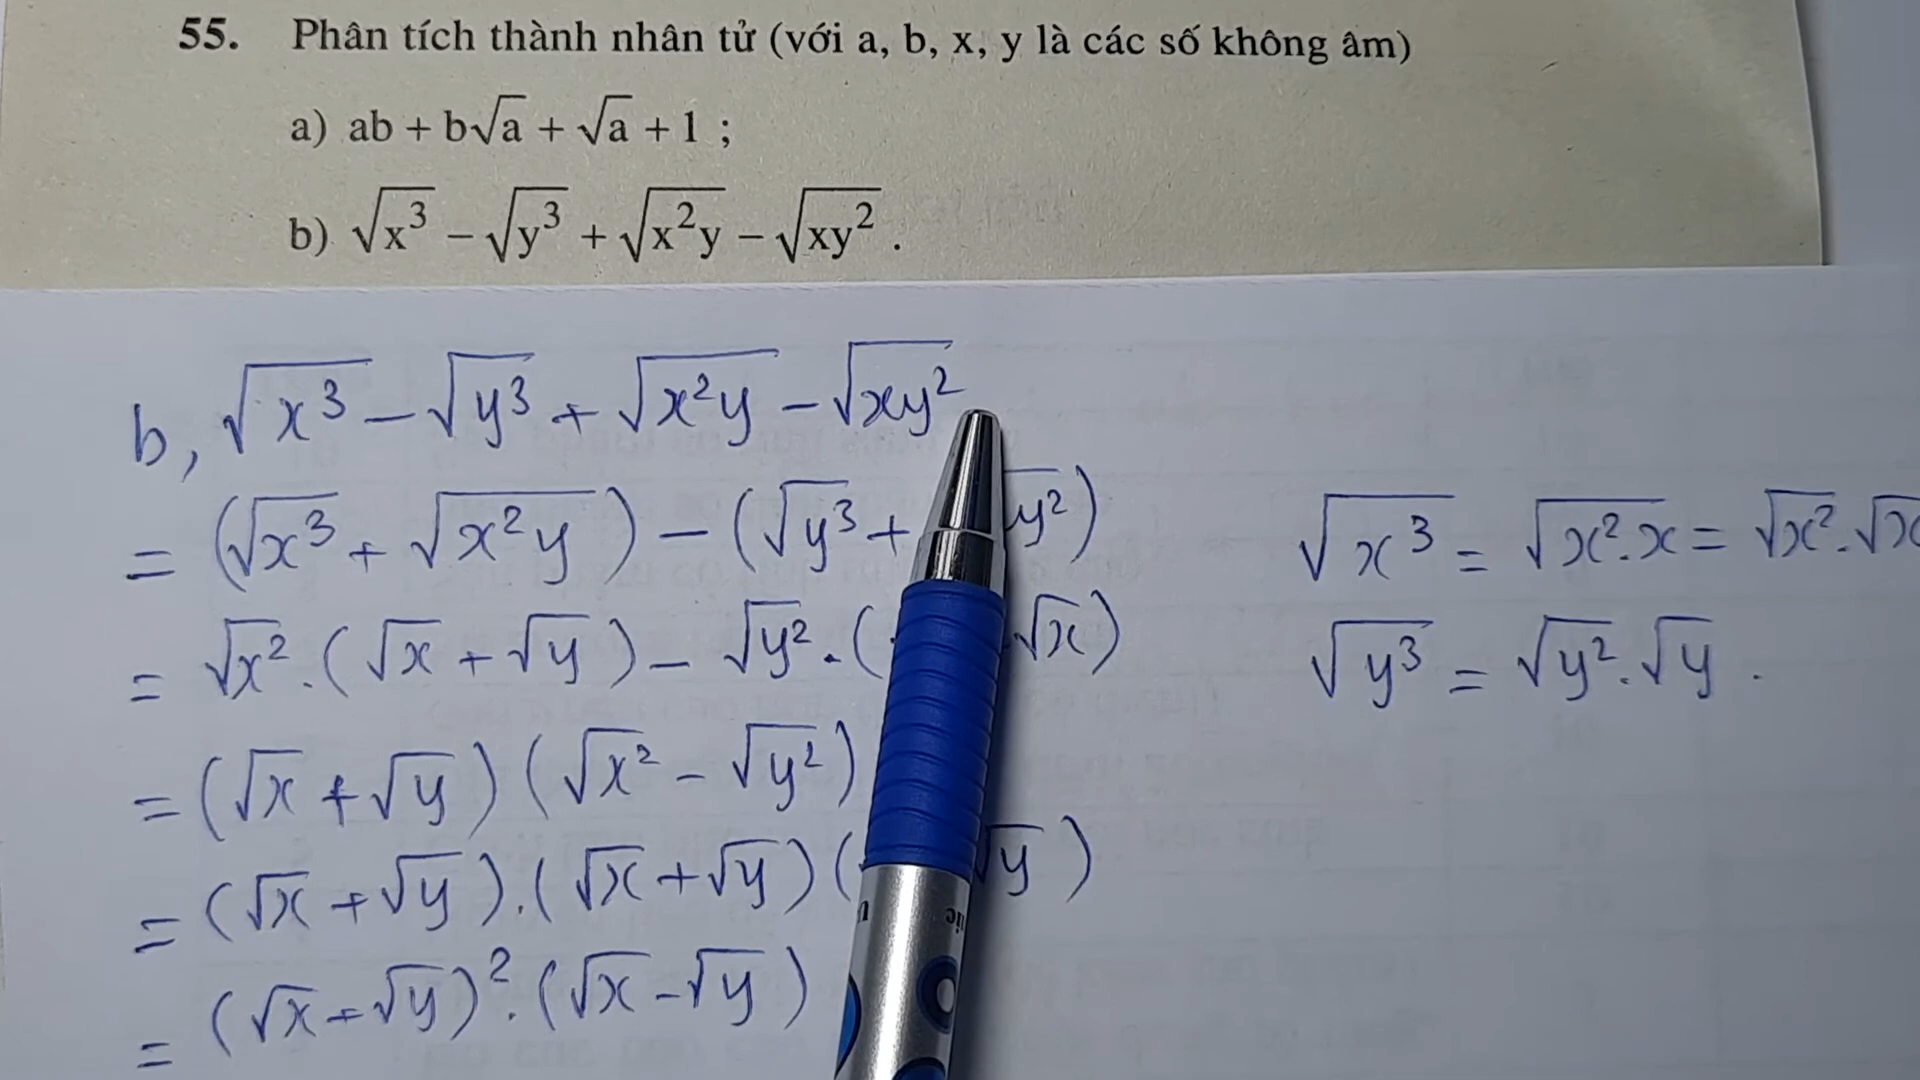 55. Phân tích thành nhân tử (với a, b, x, y là các số không âm)
a) ab + b√a + √a + 1 ;
b) √x³ − √y³ + √x²y − √xy² .
b, √x³ − √y³ + √x²y − √xy²
= (√x³ + √x²y) − (√y³ + y²)
= √x² . (√x + √y) − √y² . ( √x)
= (√x + √y) (√x² − √y²)
= (√x + √y) . (√x + √y) ( √y)
= (√x + √y)² . (√x − √y)
√x³ = √x².x = √x² . √x
√y³ = √y² . √y .